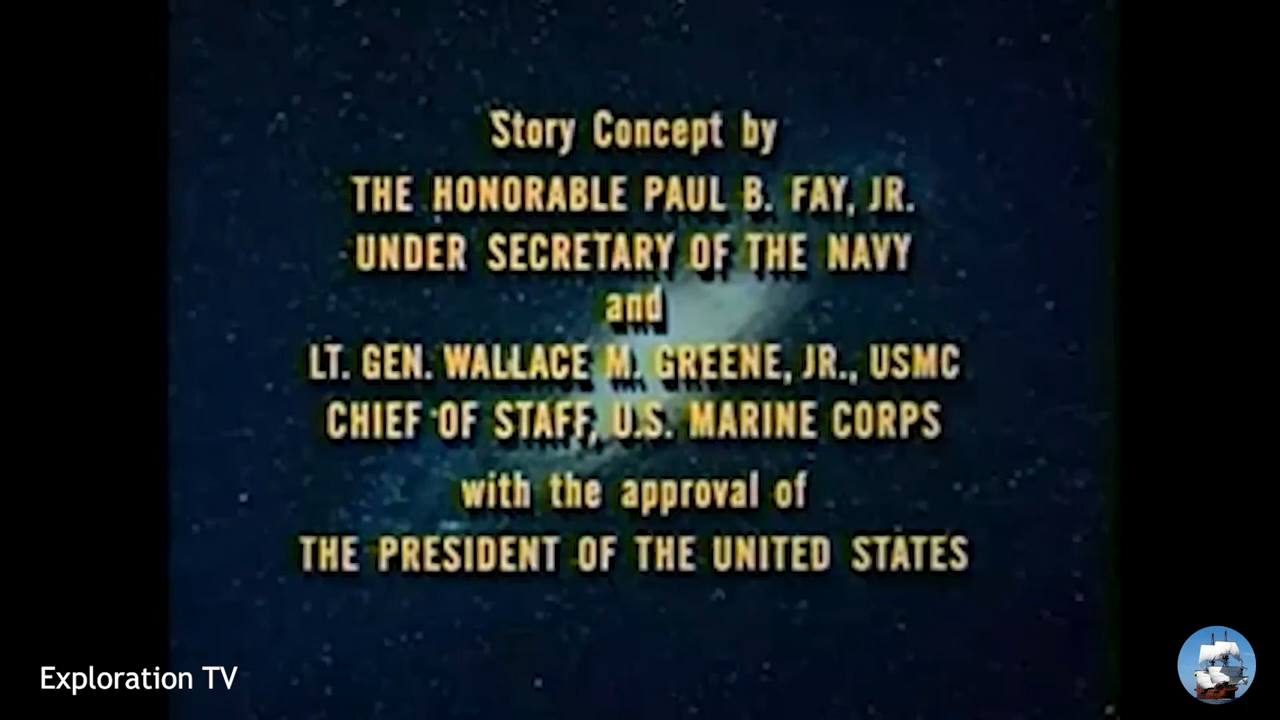 Story Concept by
THE HONORABLE PAUL B. FAY, JR.
UNDER SECRETARY OF THE NAVY
and
LT. GEN. WALLACE M. GREENE, JR., USMC
CHIEF OF STAFF, U.S. MARINE CORPS
with the approval of
THE PRESIDENT OF THE UNITED STATES
Exploration TV